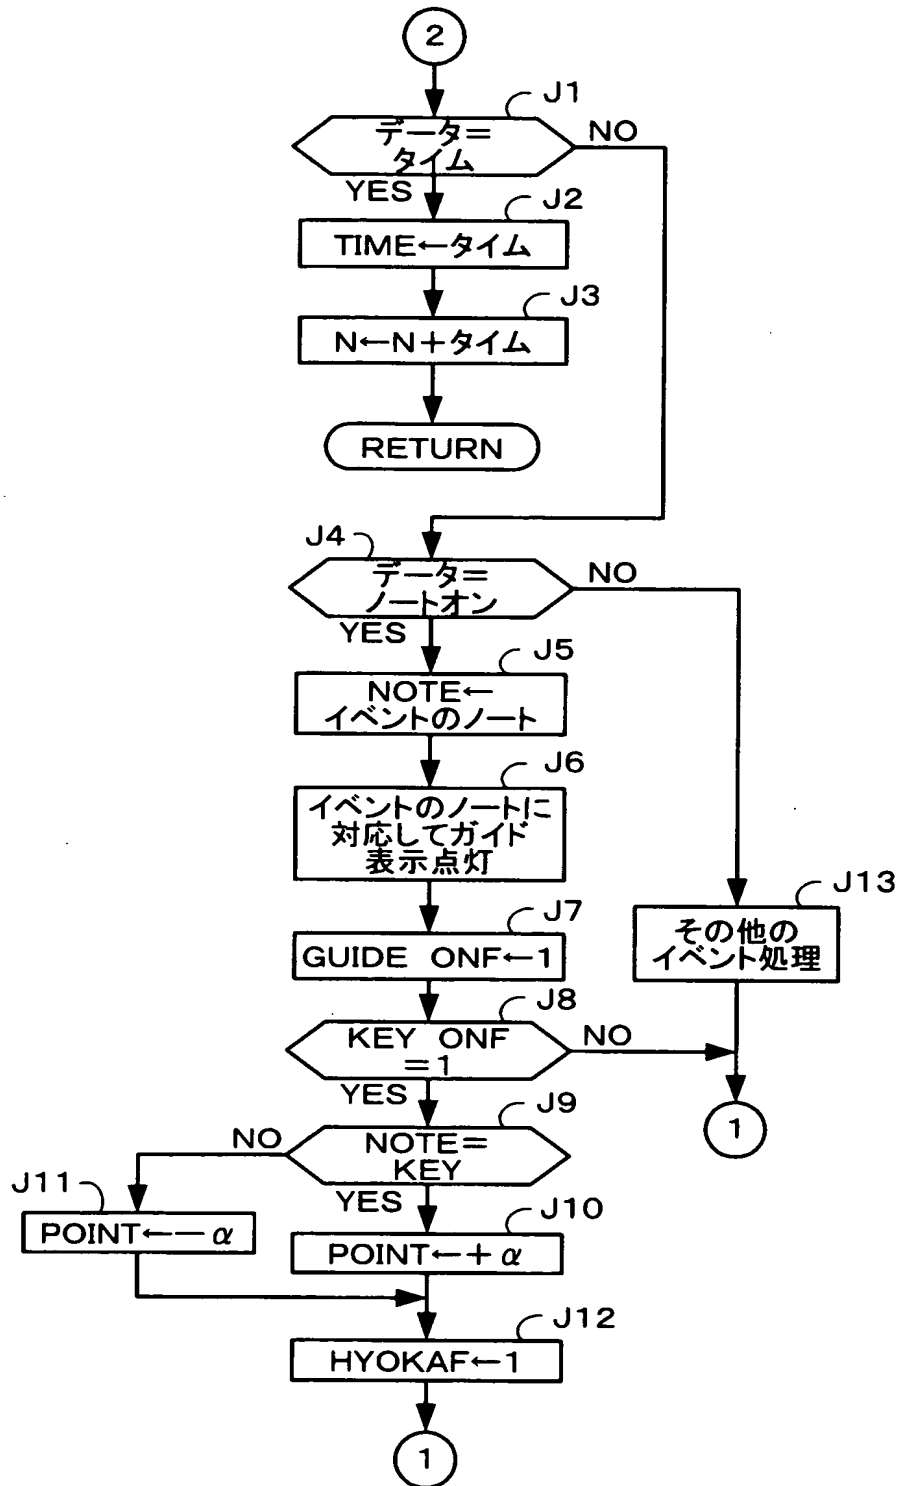 2
J1
データ=
タイム
NO
YES
J2
TIME←タイム
J3
N←N+タイム
RETURN
J4
データ=
ノートオン
NO
YES
J5
NOTE←
イベントのノート
J6
イベントのノートに
対応してガイド
表示点灯
J7
GUIDE ONF←1
J13
その他の
イベント処理
J8
KEY ONF
=1
NO
YES
1
J9
NOTE=
KEY
NO
YES
J11
POINT←-α
J10
POINT←+α
J12
HYOKAF←1
1